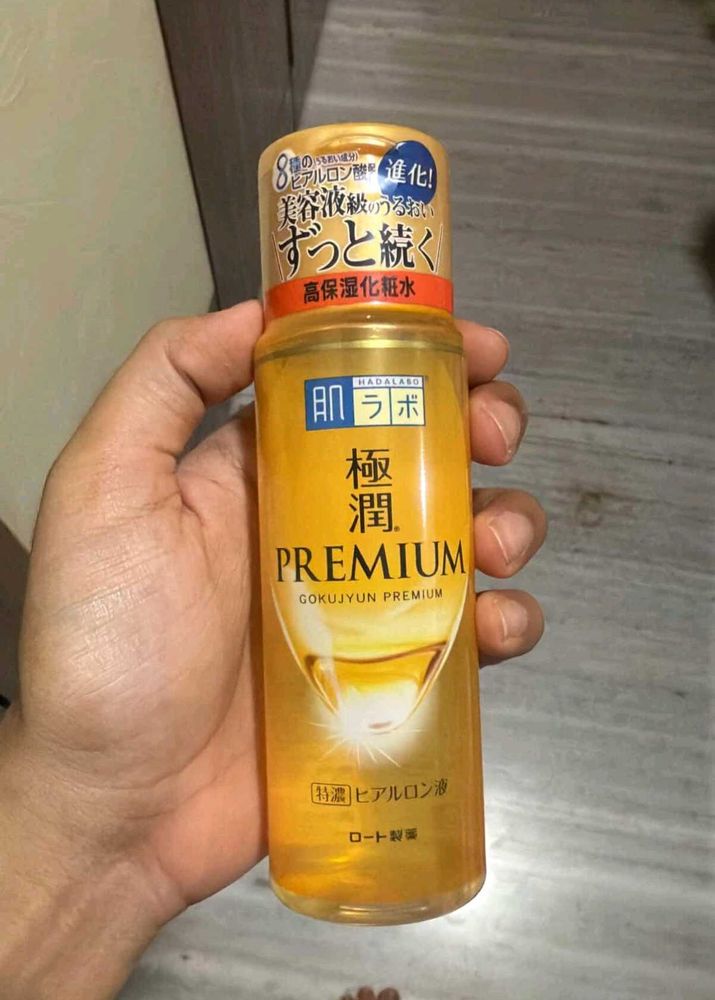 8種の(うるおい成分)
ヒアルロン酸配
進化!
美容液級のうるおい
ずっと続く
高保湿化粧水
HADALABO®
肌ラボ
極
潤®
PREMIUM
GOKUJYUN PREMIUM
特濃 ヒアルロン液
ロート製薬